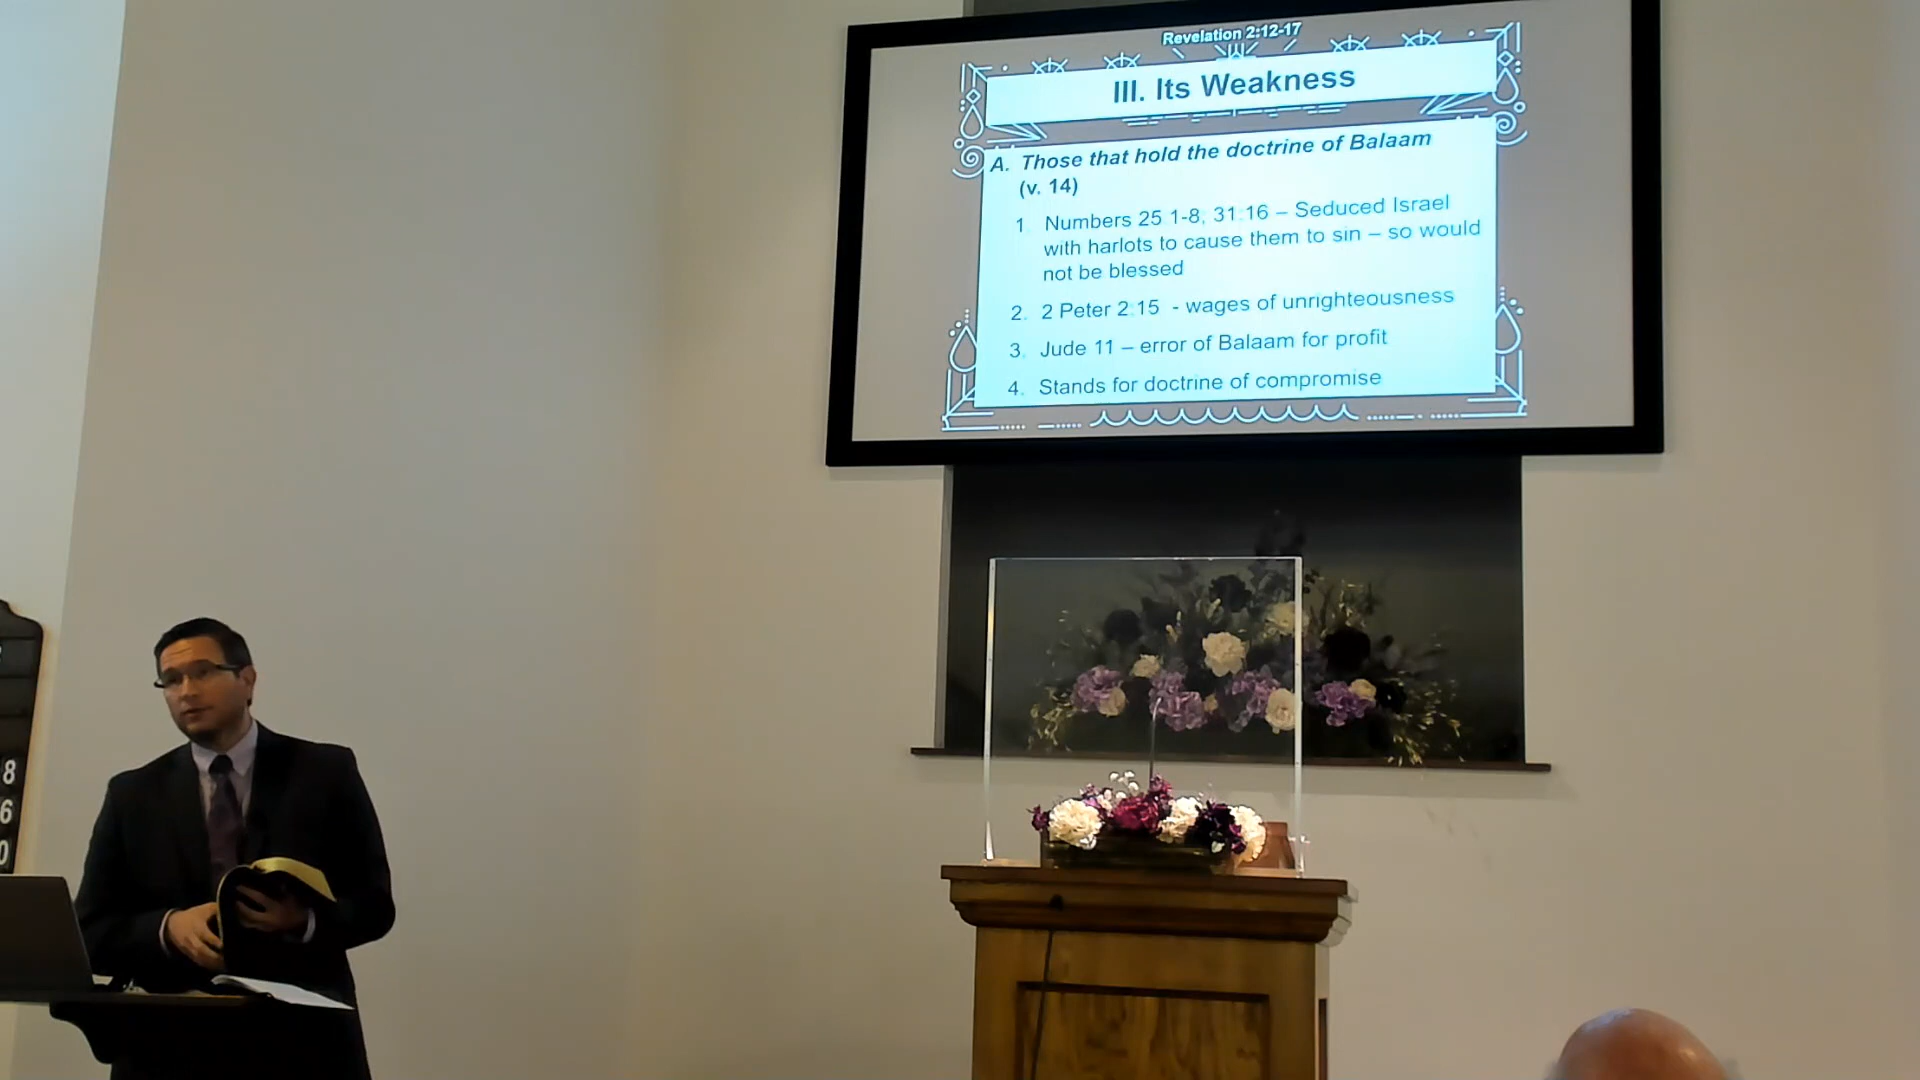 Revelation 2:12-17
III. Its Weakness
A. Those that hold the doctrine of Balaam
(v. 14)
1. Numbers 25:1-8, 31:16 – Seduced Israel
with harlots to cause them to sin – so would
not be blessed
2. 2 Peter 2:15 - wages of unrighteousness
3. Jude 11 – error of Balaam for profit
4. Stands for doctrine of compromise
8
6
0